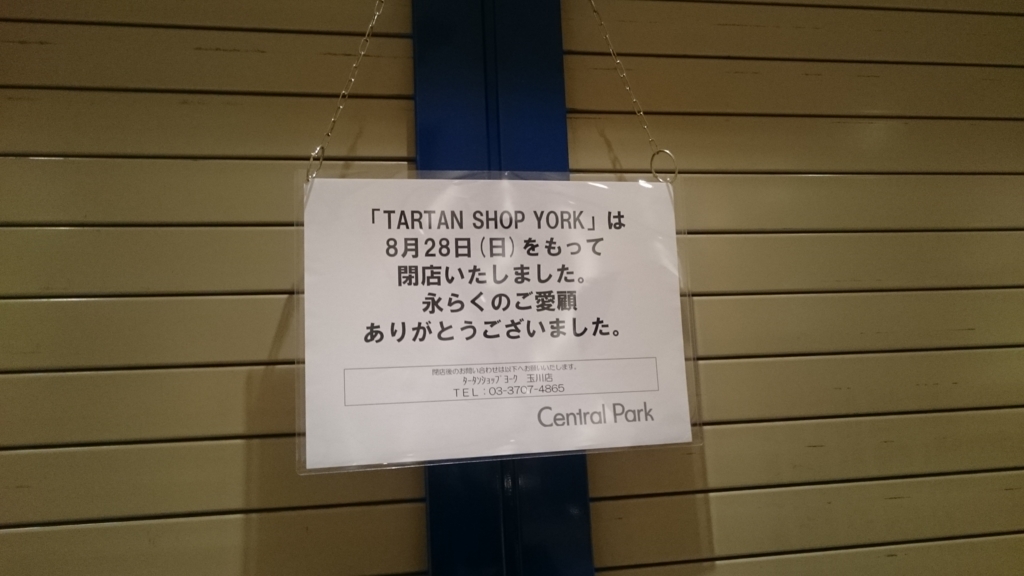 「TARTAN SHOP YORK」は
8月28日(日)をもって
閉店いたしました。
永らくのご愛顧
ありがとうございました。
閉店後のお問い合わせは以下へお願いいたします。
ﾀｰﾀﾝｼｮｯﾌﾟ ﾖｰｸ 玉川店
TEL:03-3707-4865
Central Park